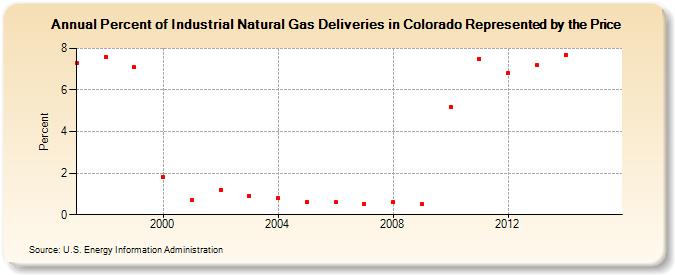 Annual Percent of Industrial Natural Gas Deliveries in Colorado Represented by the Price
8
6
4
2
0
Percent
2000 2004 2008 2012
Source: U.S. Energy Information Administration